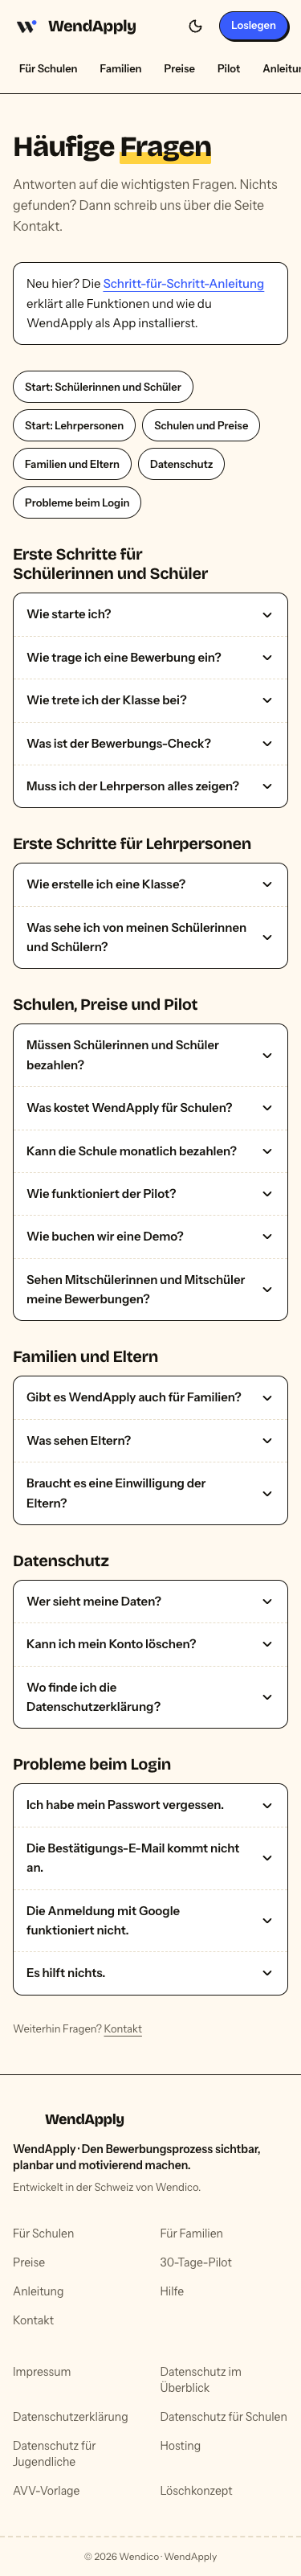 WendApply
Loslegen
Für Schulen Familien Preise Pilot
Häufige Fragen
Antworten auf die wichtigsten Fragen. Nichts
gefunden? Dann schreib uns über die Seite
Kontakt.
Neu hier? Die Schritt-für-Schritt-Anleitung
erklärt alle Funktionen und wie du
WendApply als App installierst.
Start: Schülerinnen und Schüler
Start: Lehrpersonen
Schulen und Preise
Familien und Eltern
Datenschutz
Probleme beim Login
Erste Schritte für
Schülerinnen und Schüler
Wie starte ich?
Wie trage ich eine Bewerbung ein?
Wie trete ich der Klasse bei?
Was ist der Bewerbungs-Check?
Muss ich der Lehrperson alles zeigen?
Erste Schritte für Lehrpersonen
Wie erstelle ich eine Klasse?
Was sehe ich von meinen Schülerinnen
und Schülern?
Schulen, Preise und Pilot
Müssen Schülerinnen und Schüler
bezahlen?
Was kostet WendApply für Schulen?
Kann die Schule monatlich bezahlen?
Wie funktioniert der Pilot?
Wie buchen wir eine Demo?
Sehen Mitschülerinnen und Mitschüler
meine Bewerbungen?
Familien und Eltern
Gibt es WendApply auch für Familien?
Was sehen Eltern?
Braucht es eine Einwilligung der
Eltern?
Datenschutz
Wer sieht meine Daten?
Kann ich mein Konto löschen?
Wo finde ich die
Datenschutzerklärung?
Probleme beim Login
Ich habe mein Passwort vergessen.
Die Bestätigungs-E-Mail kommt nicht
an.
Die Anmeldung mit Google
funktioniert nicht.
Es hilft nichts.
Weiterhin Fragen? Kontakt
WendApply
WendApply · Den Bewerbungsprozess sichtbar,
planbar und motivierend machen.
Entwickelt in der Schweiz von Wendico.
Für Schulen
Für Familien
Preise
30-Tage-Pilot
Anleitung
Hilfe
Kontakt
Impressum
Datenschutz im
Überblick
Datenschutzerklärung
Datenschutz für Schulen
Datenschutz für
Jugendliche
Hosting
AVV-Vorlage
Löschkonzept
© 2026 Wendico · WendApply